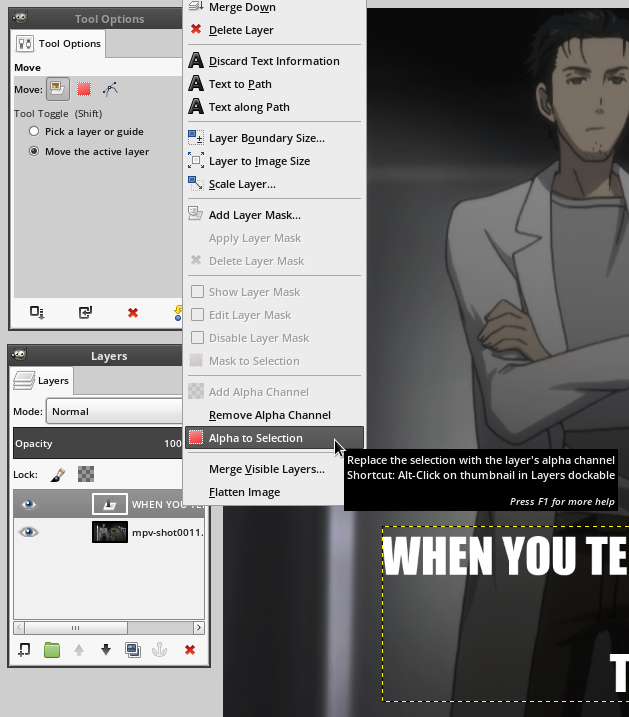 Tool Options
Tool Options
Move
Move:
Tool Toggle (Shift)
Pick a layer or guide
Move the active layer
Merge Down
Delete Layer
Discard Text Information
Text to Path
Text along Path
Layer Boundary Size...
Layer to Image Size
Scale Layer...
Add Layer Mask...
Apply Layer Mask
Delete Layer Mask
Show Layer Mask
Edit Layer Mask
Disable Layer Mask
Mask to Selection
Add Alpha Channel
Remove Alpha Channel
Alpha to Selection
Merge Visible Layers...
Flatten Image
Replace the selection with the layer's alpha channel
Shortcut: Alt-Click on thumbnail in Layers dockable
Press F1 for more help
Layers
Layers
Mode: Normal
Opacity 100
Lock:
WHEN YOU TE
mpv-shot0011.
WHEN YOU TE
T